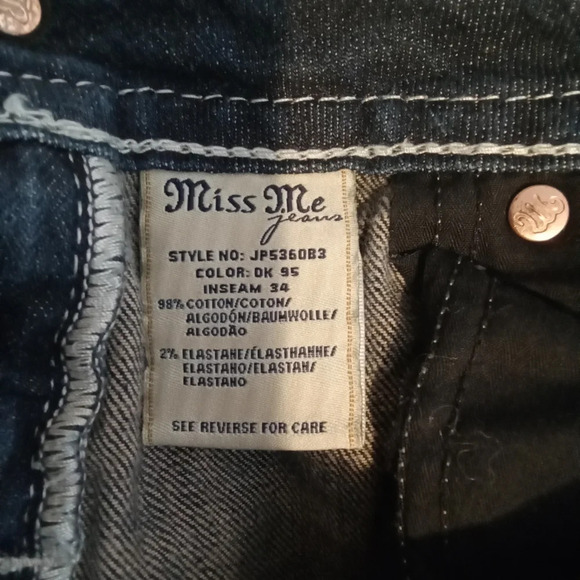 Miss Me
jeans
STYLE NO: JP5360B3
COLOR: DK 95
INSEAM 34
98% COTTON/COTON/
ALGODÓN/BAUMWOLLE/
ALGODÃO
2% ELASTANE/ÉLASTHANNE/
ELASTANO/ELASTAN/
ELASTANO
SEE REVERSE FOR CARE